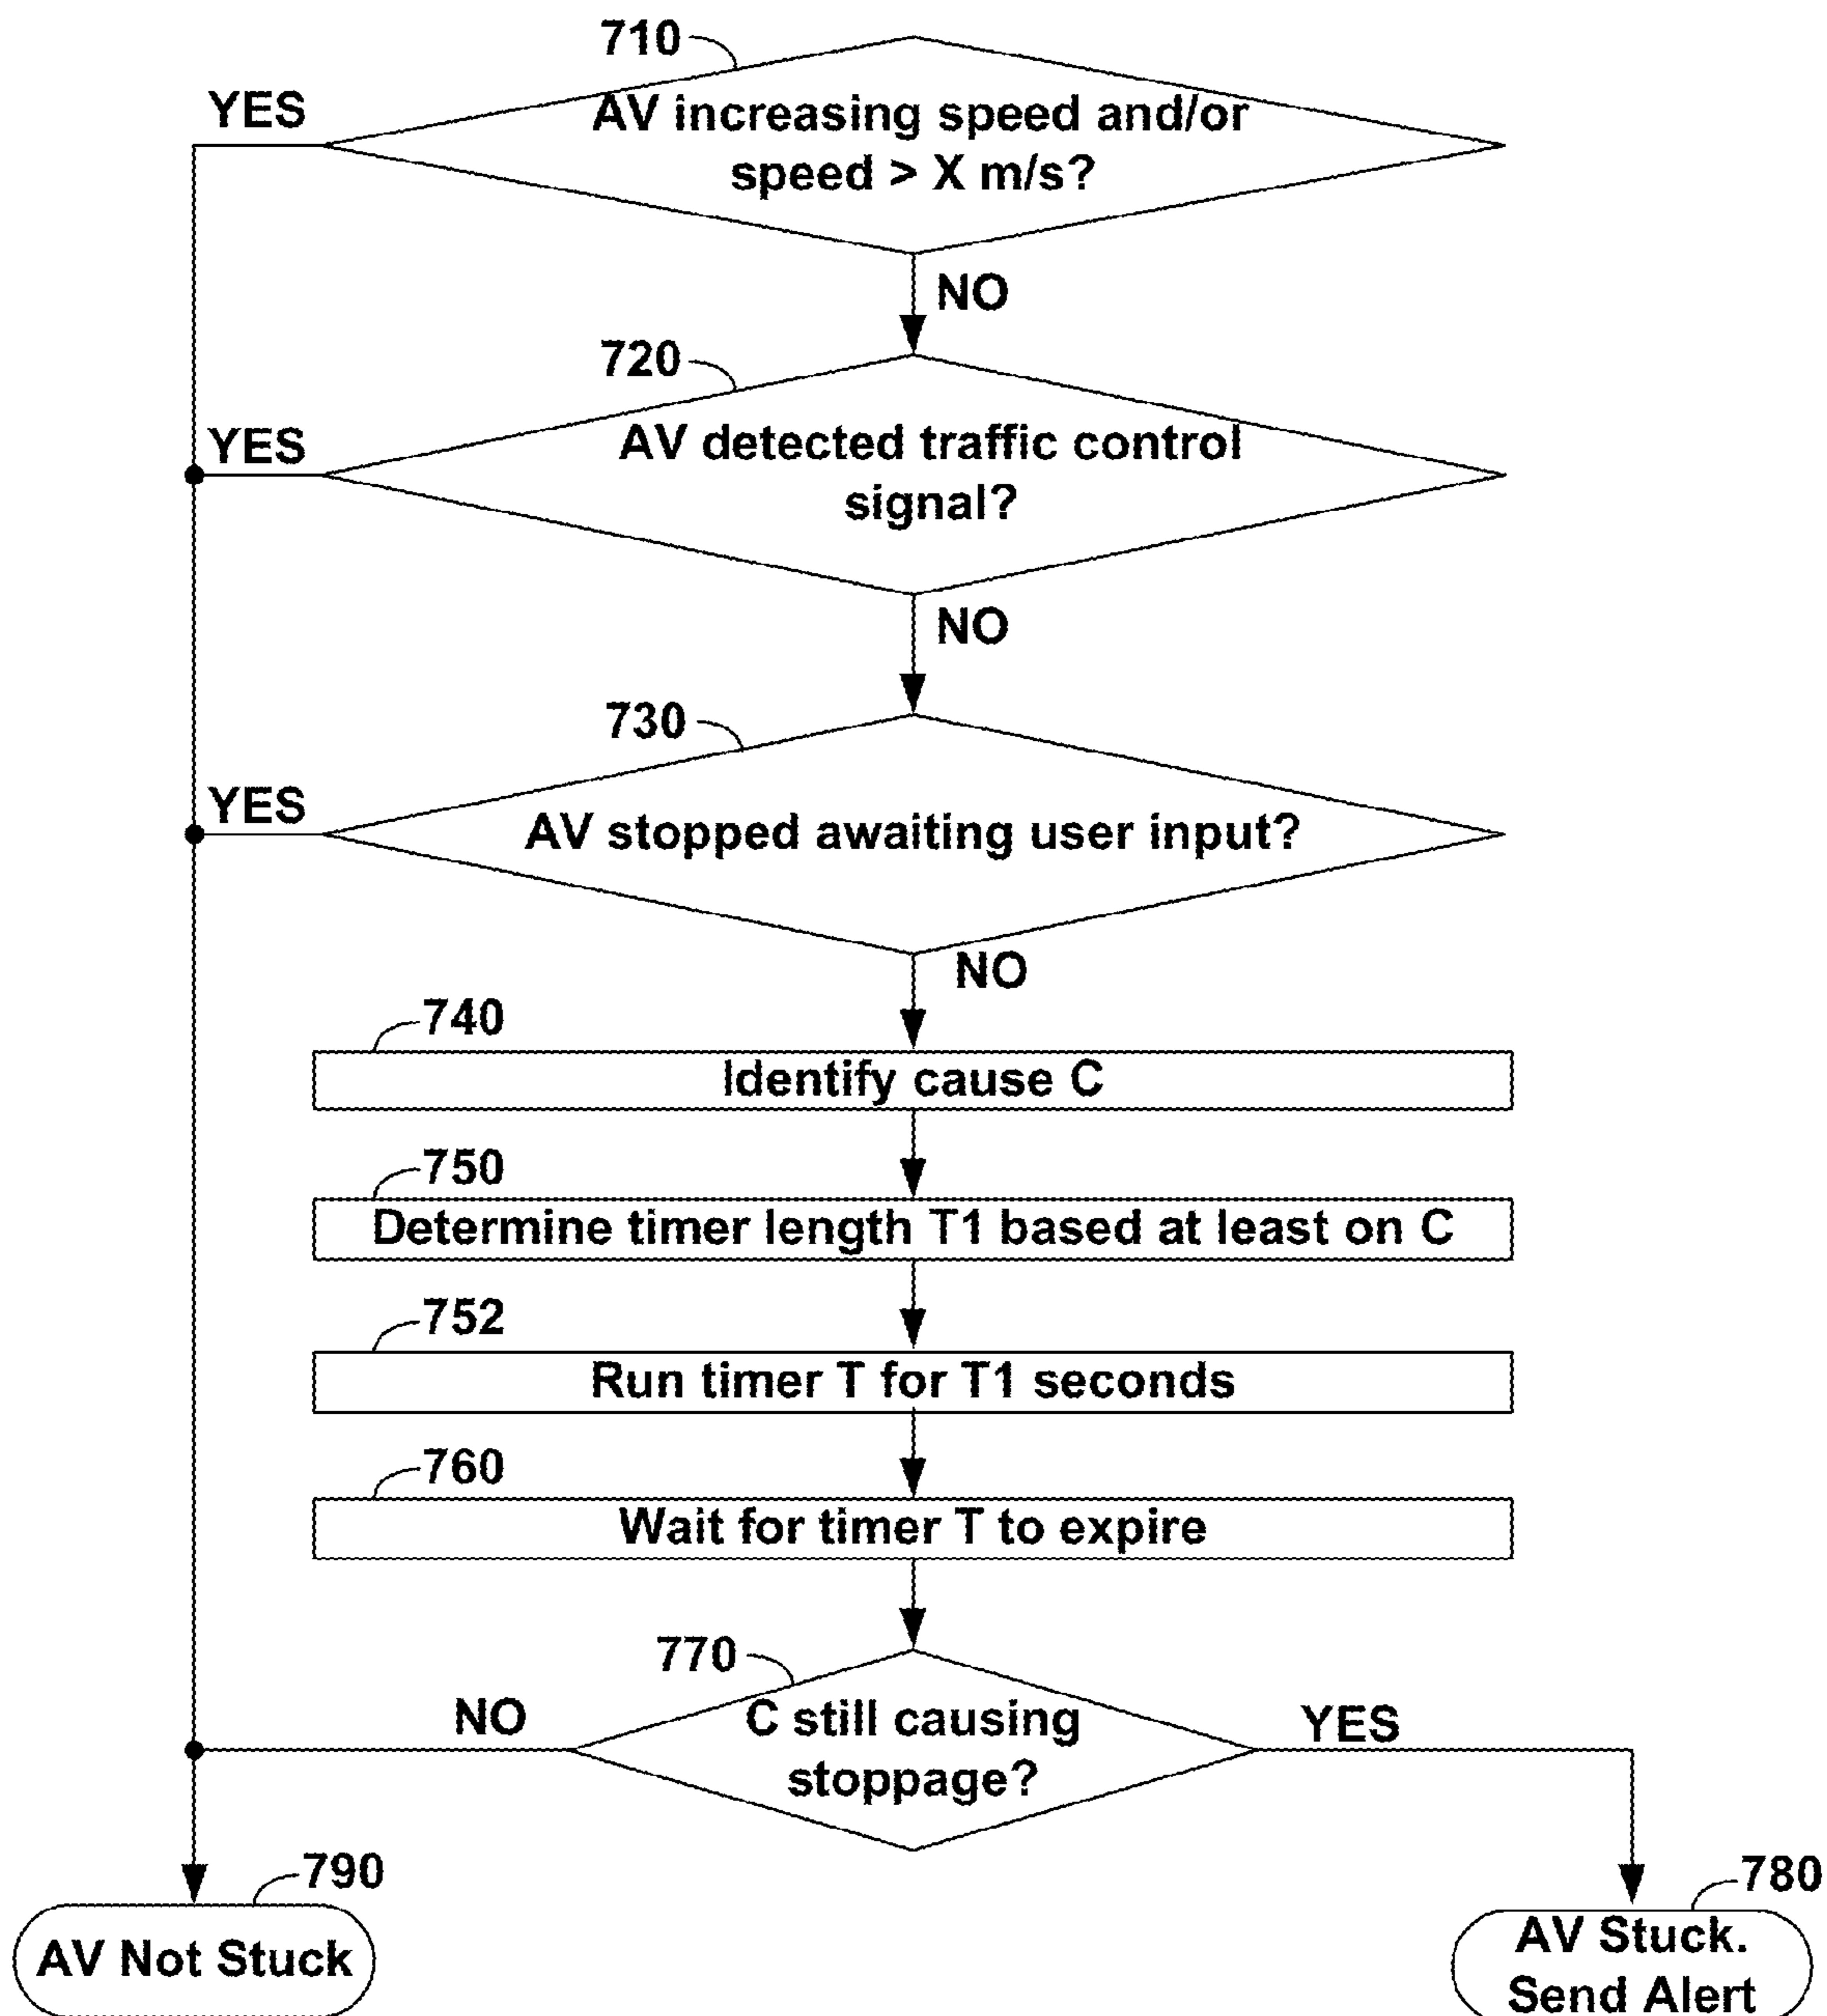 710
YES
AV increasing speed and/or
speed > X m/s?
NO
720
YES
AV detected traffic control
signal?
NO
730
YES
AV stopped awaiting user input?
NO
740
Identify cause C
750
Determine timer length T1 based at least on C
752
Run timer T for T1 seconds
760
Wait for timer T to expire
770
NO
C still causing
stoppage?
YES
790
AV Not Stuck
780
AV Stuck.
Send Alert